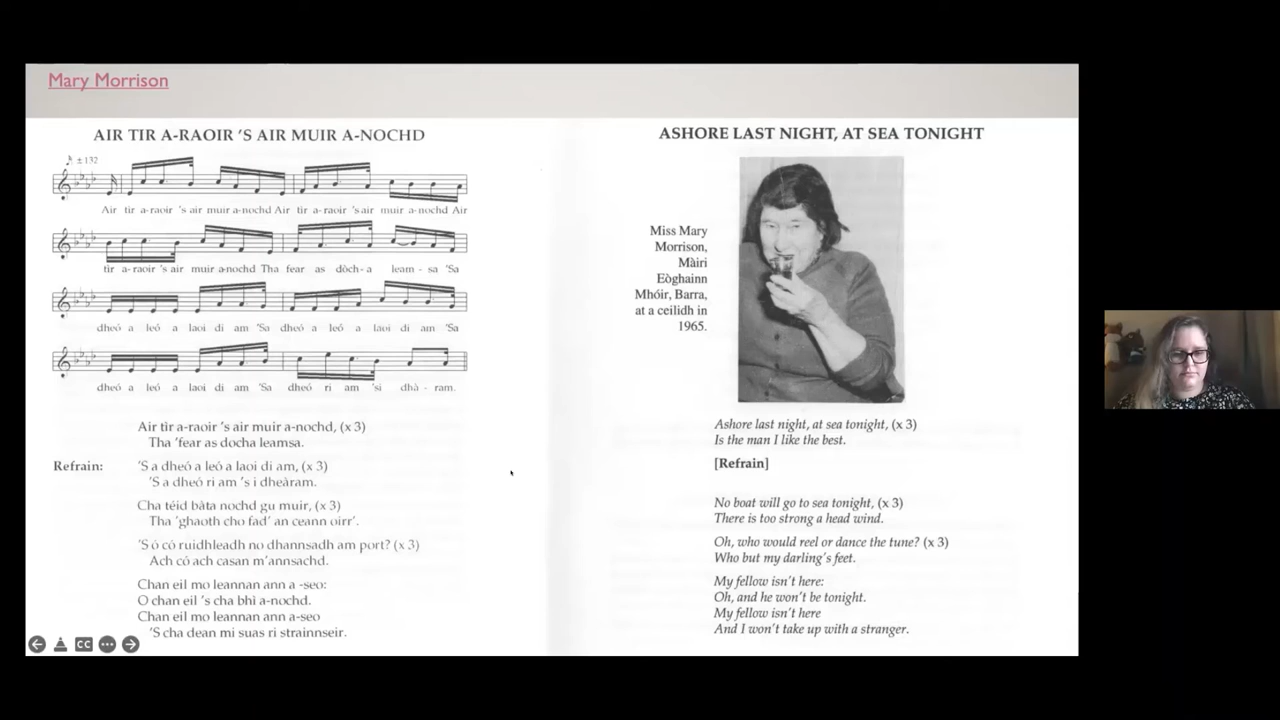 Mary Morrison
AIR TIR A-RAOIR 'S AIR MUIR A-NOCHD
± 132
Air tìr a-raoir 's air muir a-nochd Air tìr a-raoir 's air muir a-nochd Air
tìr a-raoir 's air muir a-nochd Tha fear as dòch-a leam-sa 'Sa
dheó a leó a laoi di am 'Sa dheó a leó a laoi di am 'Sa
dheó a leó a laoi di am 'Sa dheó ri am 'si dhà-ram.
Air tìr a-raoir 's air muir a-nochd, (x 3)
Tha 'fear as docha leamsa.
Refrain: 'S a dheó a leó a laoi di am, (x 3)
'S a dheó ri am 's i dheàram.
Cha téid bàta nochd gu muir, (x 3)
Tha 'ghaoth cho fad' an ceann oirr'.
'S ó có ruidhleadh no dhannsadh am port? (x 3)
Ach có ach casan m'annsachd.
Chan eil mo leannan ann a -seo:
O chan eil 's cha bhì a-nochd.
Chan eil mo leannan ann a-seo
'S cha dean mi suas ri strainnseir.
ASHORE LAST NIGHT, AT SEA TONIGHT
Miss Mary
Morrison,
Màiri
Eòghainn
Mhóir, Barra,
at a ceilidh in
1965.
Ashore last night, at sea tonight, (x 3)
Is the man I like the best.
[Refrain]
No boat will go to sea tonight, (x 3)
There is too strong a head wind.
Oh, who would reel or dance the tune? (x 3)
Who but my darling's feet.
My fellow isn't here:
Oh, and he won't be tonight.
My fellow isn't here
And I won't take up with a stranger.
CC